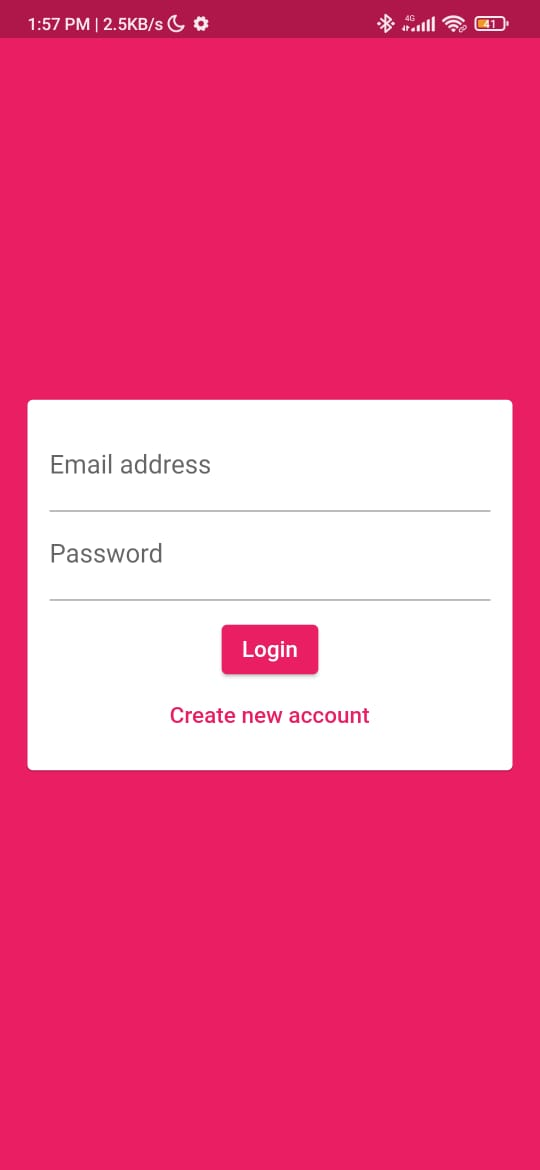 1:57 PM | 2.5KB/s 4G 41
Email address
Password
Login
Create new account